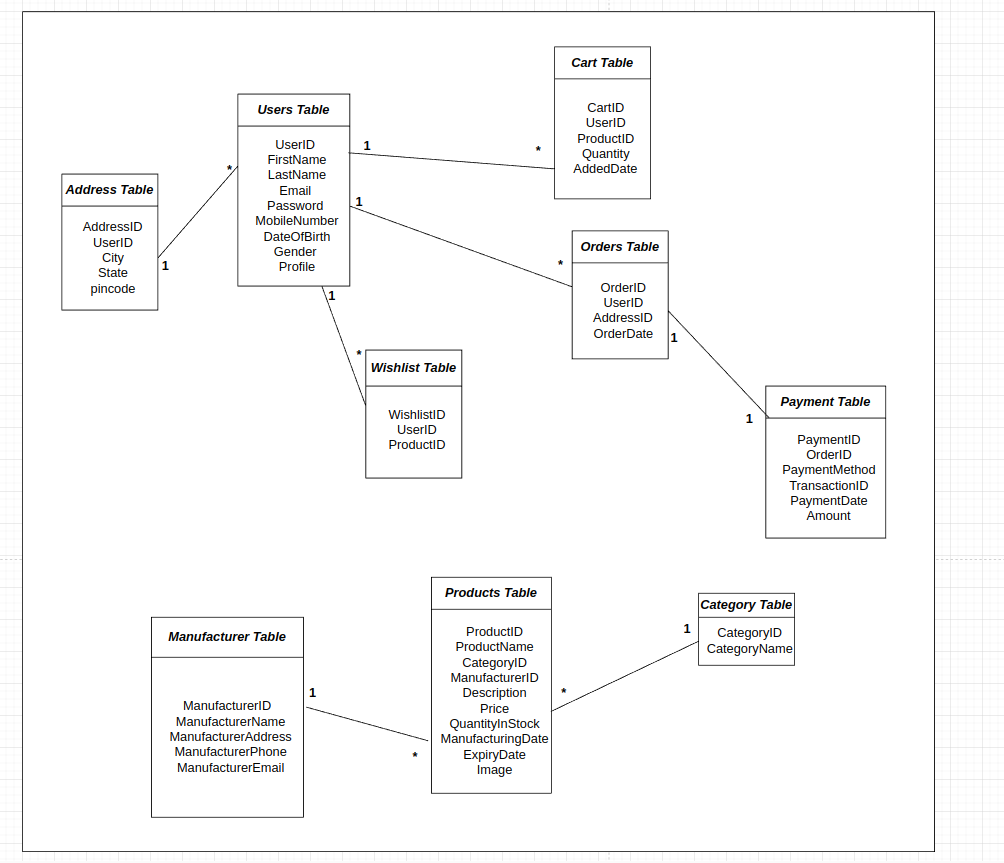 Cart Table
CartID
UserID
ProductID
Quantity
AddedDate
Users Table
UserID
FirstName
LastName
Email
Password
MobileNumber
DateOfBirth
Gender
Profile
1
*
1
*
Address Table
AddressID
UserID
City
State
pincode
1
1
*
Orders Table
OrderID
UserID
AddressID
OrderDate
1
*
Wishlist Table
WishlistID
UserID
ProductID
1
1
Payment Table
PaymentID
OrderID
PaymentMethod
TransactionID
PaymentDate
Amount
Products Table
ProductID
ProductName
CategoryID
ManufacturerID
Description
Price
QuantityInStock
ManufacturingDate
ExpiryDate
Image
Category Table
CategoryID
CategoryName
1
*
Manufacturer Table
ManufacturerID
ManufacturerName
ManufacturerAddress
ManufacturerPhone
ManufacturerEmail
1
*